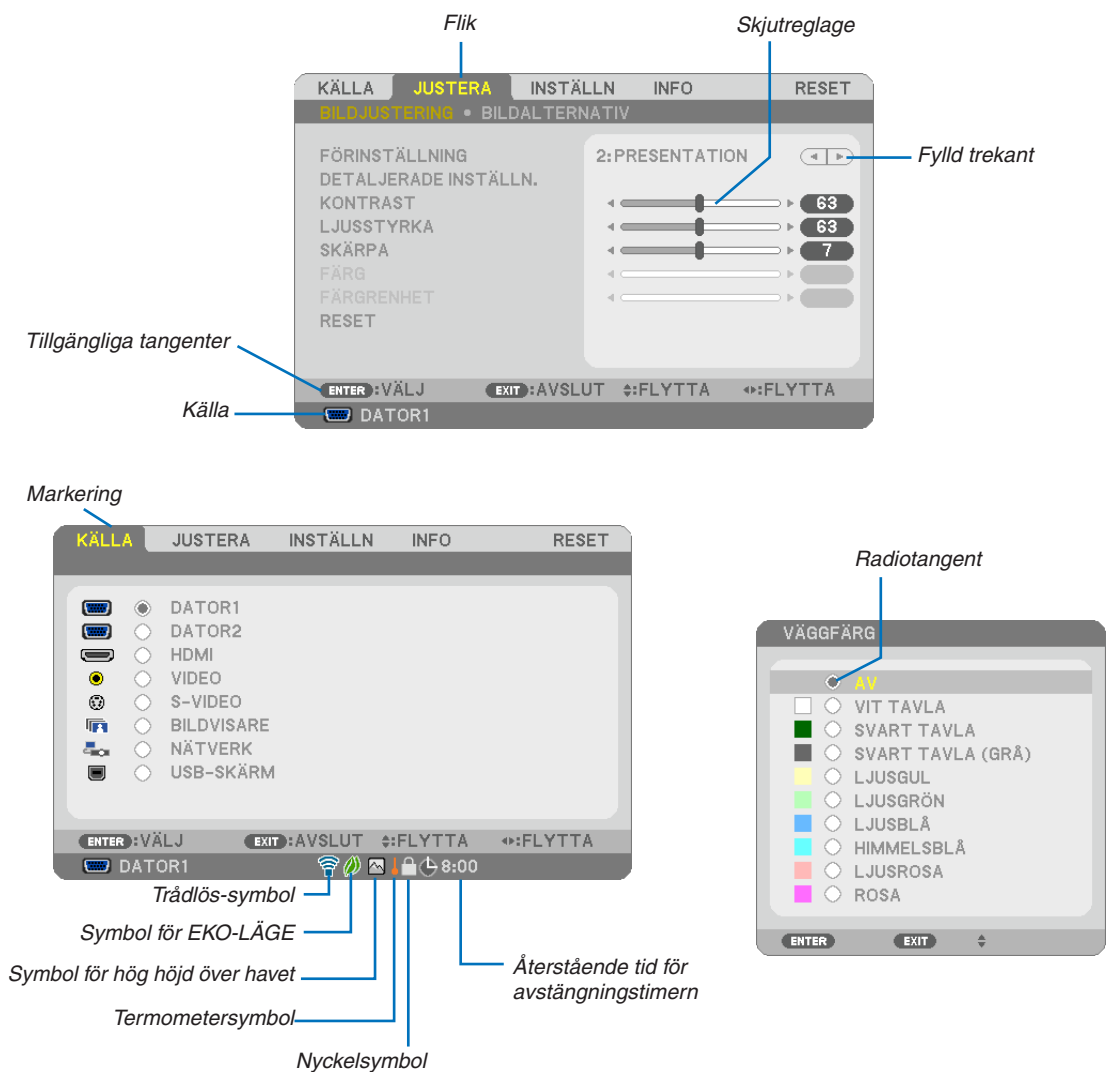 Flik
Skjutreglage
KÄLLA JUSTERA INSTÄLLN INFO RESET
BILDJUSTERING • BILDALTERNATIV
FÖRINSTÄLLNING 2:PRESENTATION
Fylld trekant
DETALJERADE INSTÄLLN.
KONTRAST 63
LJUSSTYRKA 63
SKÄRPA 7
FÄRG
FÄRGRENHET
RESET
Tillgängliga tangenter
ENTER :VÄLJ EXIT :AVSLUT :FLYTTA :FLYTTA
Källa
DATOR1
Markering
KÄLLA JUSTERA INSTÄLLN INFO RESET
DATOR1
DATOR2
HDMI
VIDEO
S-VIDEO
BILDVISARE
NÄTVERK
USB-SKÄRM
ENTER :VÄLJ EXIT :AVSLUT :FLYTTA :FLYTTA
DATOR1 8:00
Trådlös-symbol
Symbol för EKO-LÄGE
Symbol för hög höjd över havet
Termometersymbol
Nyckelsymbol
Återstående tid för
avstängningstimern
Radiotangent
VÄGGFÄRG
AV
VIT TAVLA
SVART TAVLA
SVART TAVLA (GRÅ)
LJUSGUL
LJUSGRÖN
LJUSBLÅ
HIMMELSBLÅ
LJUSROSA
ROSA
ENTER EXIT